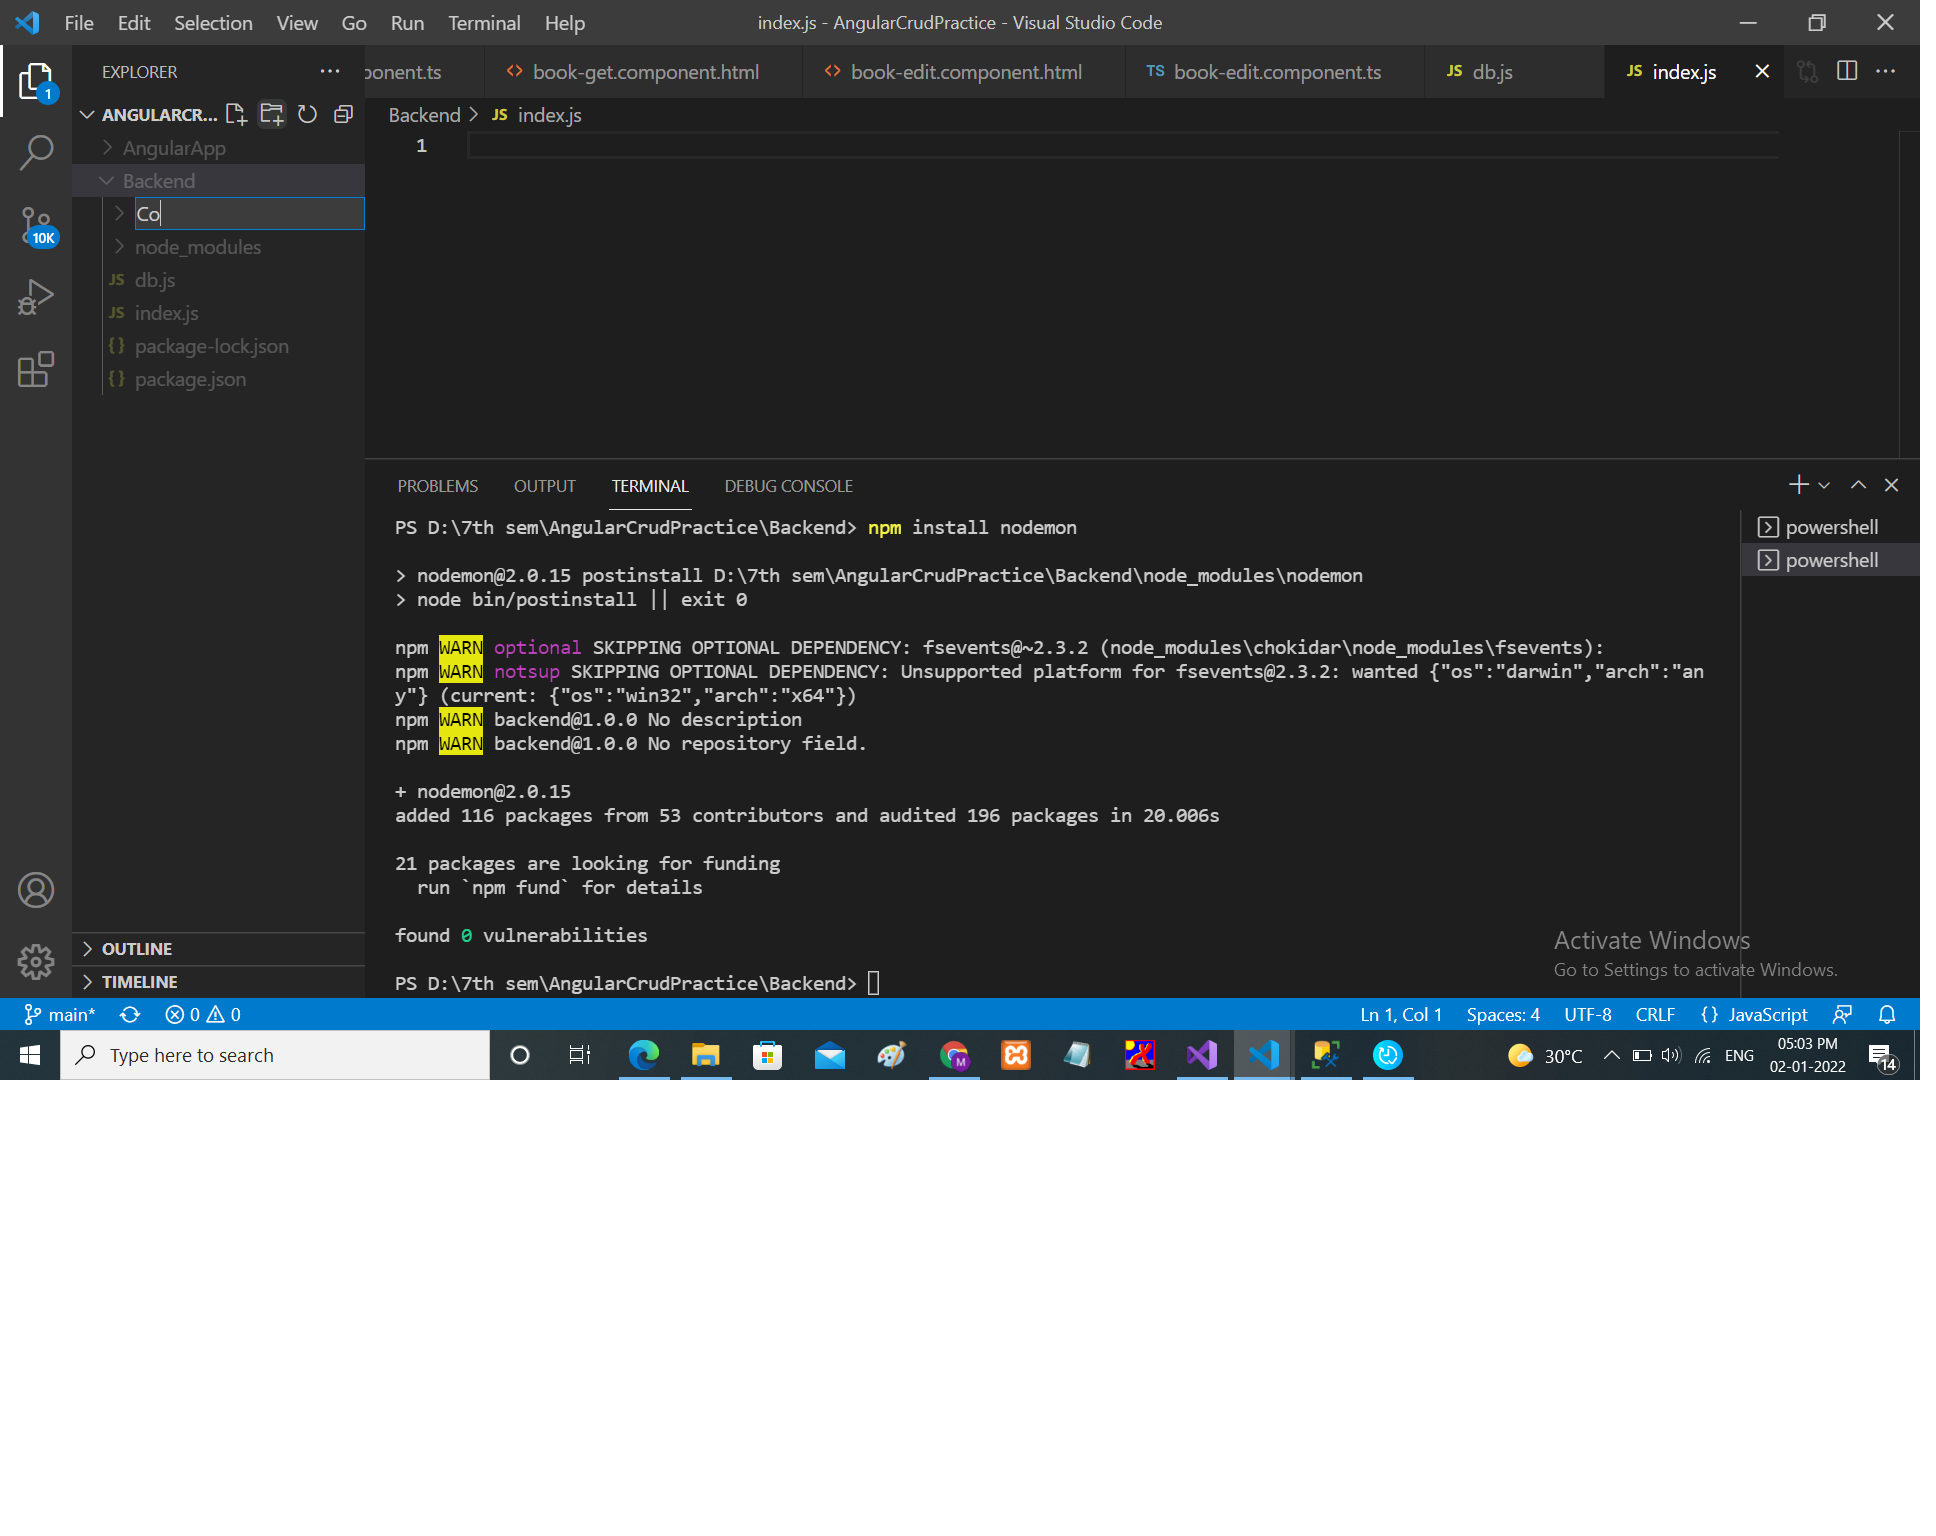 File Edit Selection View Go Run Terminal Help
index.js - AngularCrudPractice - Visual Studio Code
EXPLORER
ponent.ts
book-get.component.html
book-edit.component.html
TS book-edit.component.ts
JS db.js
JS index.js
1
ANGULARCR...
Backend > JS index.js
AngularApp
1
Backend
Co
10K
node_modules
JS db.js
JS index.js
{} package-lock.json
{} package.json
PROBLEMS OUTPUT TERMINAL DEBUG CONSOLE
PS D:\7th sem\AngularCrudPractice\Backend> npm install nodemon
> nodemon@2.0.15 postinstall D:\7th sem\AngularCrudPractice\Backend\node_modules\nodemon
> node bin/postinstall || exit 0
npm WARN optional SKIPPING OPTIONAL DEPENDENCY: fsevents@~2.3.2 (node_modules\chokidar\node_modules\fsevents):
npm WARN notsup SKIPPING OPTIONAL DEPENDENCY: Unsupported platform for fsevents@2.3.2: wanted {"os":"darwin","arch":"an
y"} (current: {"os":"win32","arch":"x64"})
npm WARN backend@1.0.0 No description
npm WARN backend@1.0.0 No repository field.
+ nodemon@2.0.15
added 116 packages from 53 contributors and audited 196 packages in 20.006s
21 packages are looking for funding
run `npm fund` for details
found 0 vulnerabilities
PS D:\7th sem\AngularCrudPractice\Backend>
powershell
powershell
OUTLINE
TIMELINE
Activate Windows
Go to Settings to activate Windows.
main* 0 0
Ln 1, Col 1 Spaces: 4 UTF-8 CRLF {} JavaScript
Type here to search
M
30°C
ENG
05:03 PM
02-01-2022
14